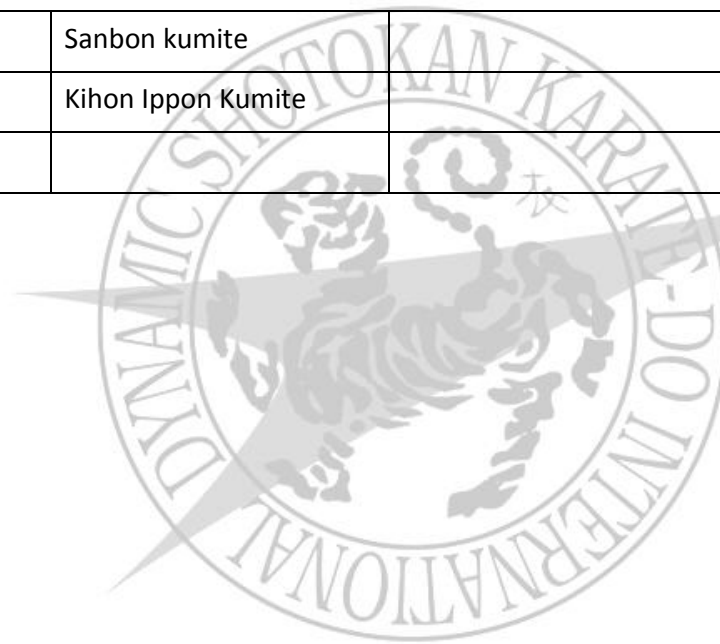 Sanbon kumite
Kihon Ippon Kumite
DYNAMIC SHOTOKAN KARATE-DO INTERNATIONAL